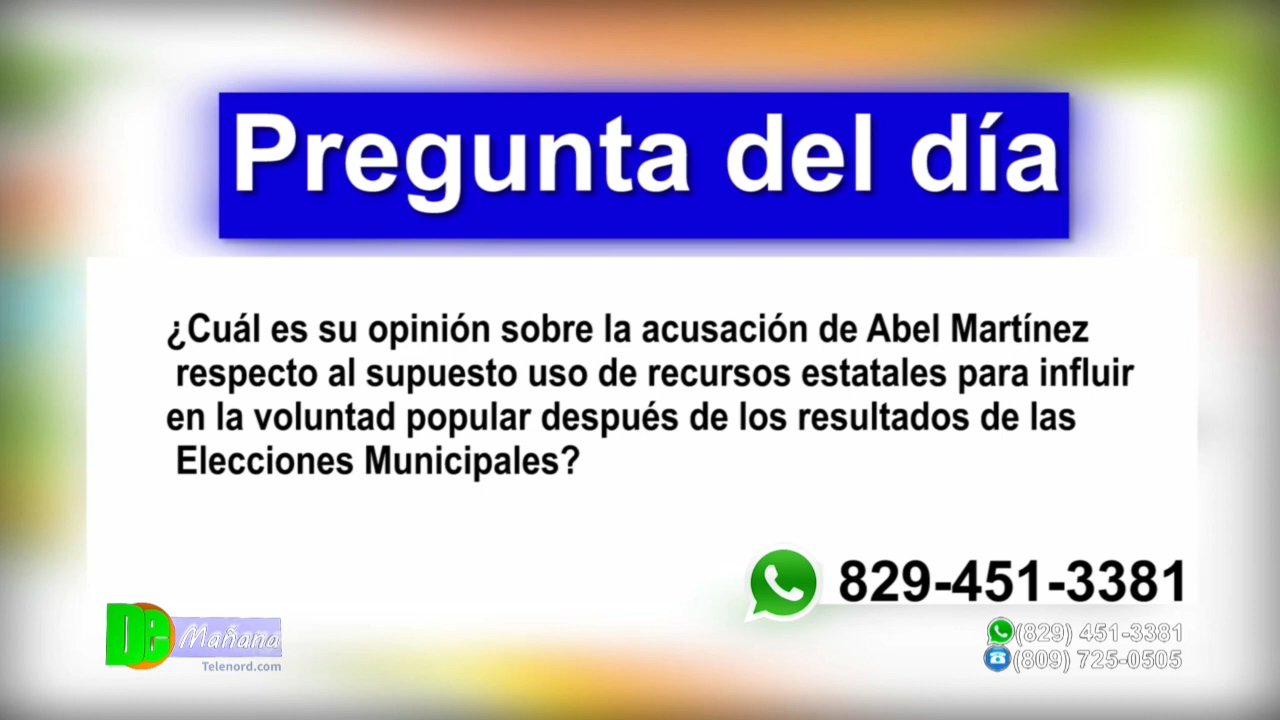 Pregunta del día
¿Cuál es su opinión sobre la acusación de Abel Martínez
respecto al supuesto uso de recursos estatales para influir
en la voluntad popular después de los resultados de las
Elecciones Municipales?
829-451-3381
De Mañana
Telenord.com
(829) 451-3381
(809) 725-0505